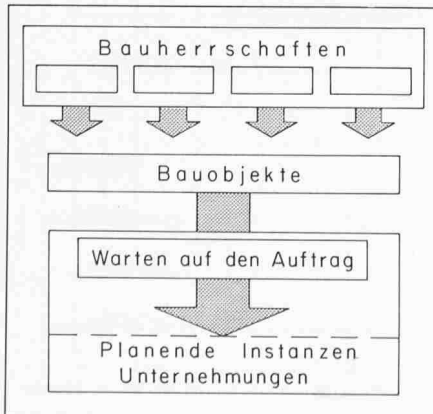 Bauherrschaften
Bauobjekte
Warten auf den Auftrag
Planende Instanzen
Unternehmungen